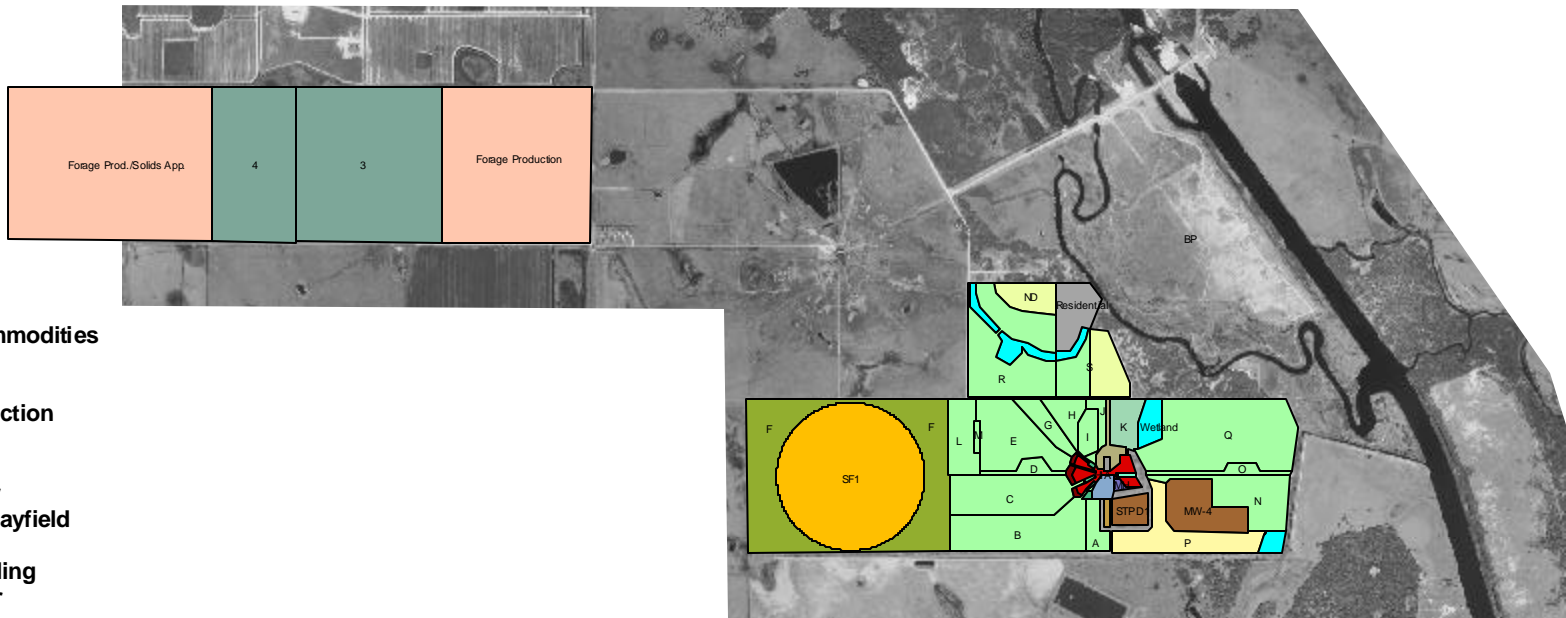 Forage Prod./Solids App.
4
3
Forage Production
BP
ND
Residential
R
S
mmodities
ction
ayfield
ling
F
F
SF1
L
M
E
D
G
H
I
J
K
Wetland
Q
O
N
C
B
A
STPD1
MW-4
P